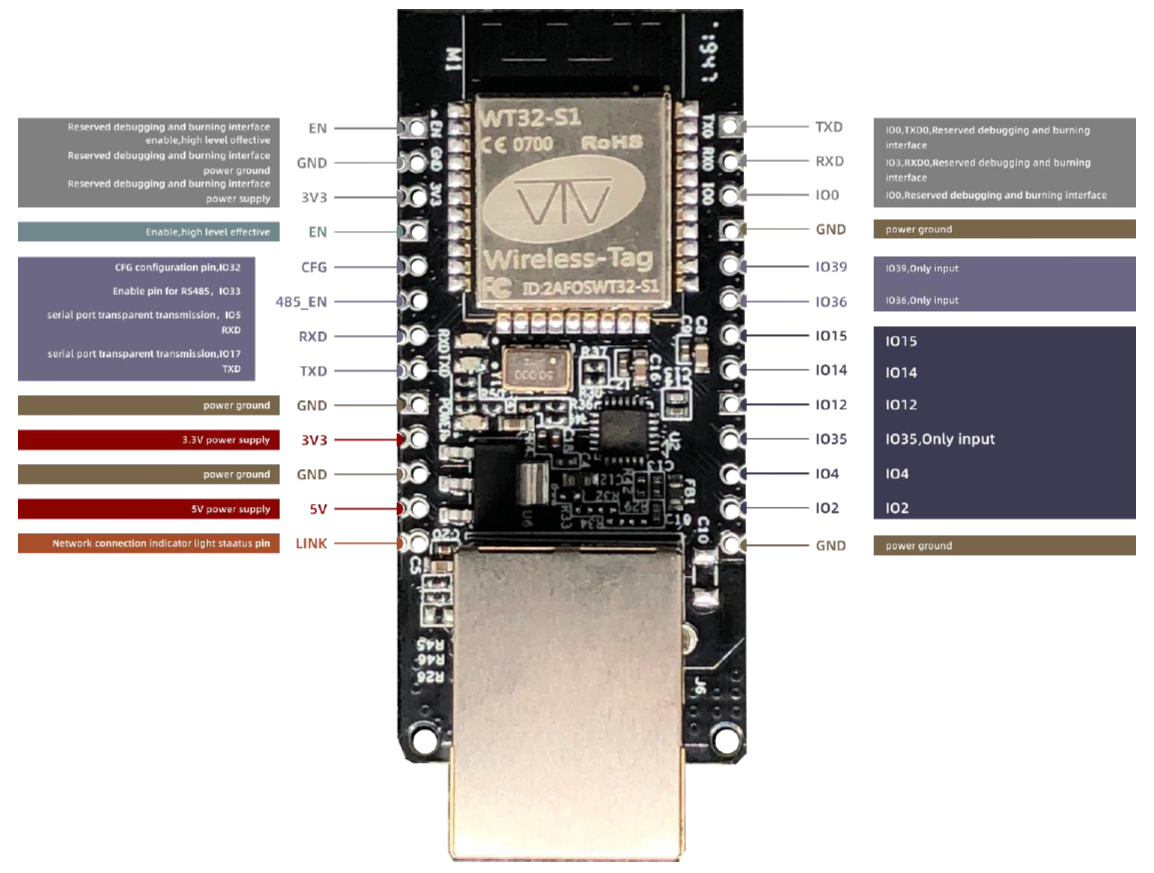 Reserved debugging and burning interface
enable,high level effective
EN
Reserved debugging and burning interface
power ground
GND
Reserved debugging and burning interface
power supply
3V3
Enable,high level effective
EN
CFG configuration pin,IO32
CFG
Enable pin for RS485，IO33
485_EN
serial port transparent transmission，IO5
RXD
RXD
serial port transparent transmission,IO17
TXD
TXD
power ground
GND
3.3V power supply
3V3
power ground
GND
5V power supply
5V
Network connection indicator light staatus pin
LINK
M1
EN
GND
3V3
WT32-S1
CE 0700 RoHS
Wireless-Tag
FC ID:2AFOSWT32-S1
TX0
RX0
IO0
RXD
TXD
R37
C16
C9
C8
U2
C13
R32
R33
R34
R29
FB1
U6
C10
C5
R45
R46
R26
J6
TXD
IO0,TXD0,Reserved debugging and burning
interface
RXD
IO3,RXD0,Reserved debugging and burning
interface
IO0
IO0,Reserved debugging and burning interface
GND
power ground
IO39
IO39,Only input
IO36
IO36,Only input
IO15
IO15
IO14
IO14
IO12
IO12
IO35
IO35,Only input
IO4
IO4
IO2
IO2
GND
power ground